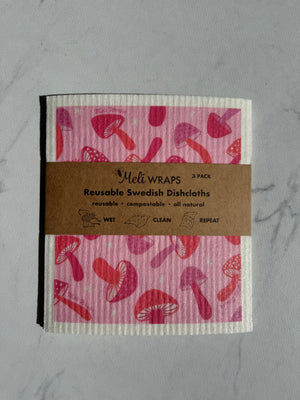 Meli WRAPS
3 PACK
Reusable Swedish Dishcloths
reusable • compostable • all natural
WET CLEAN REPEAT